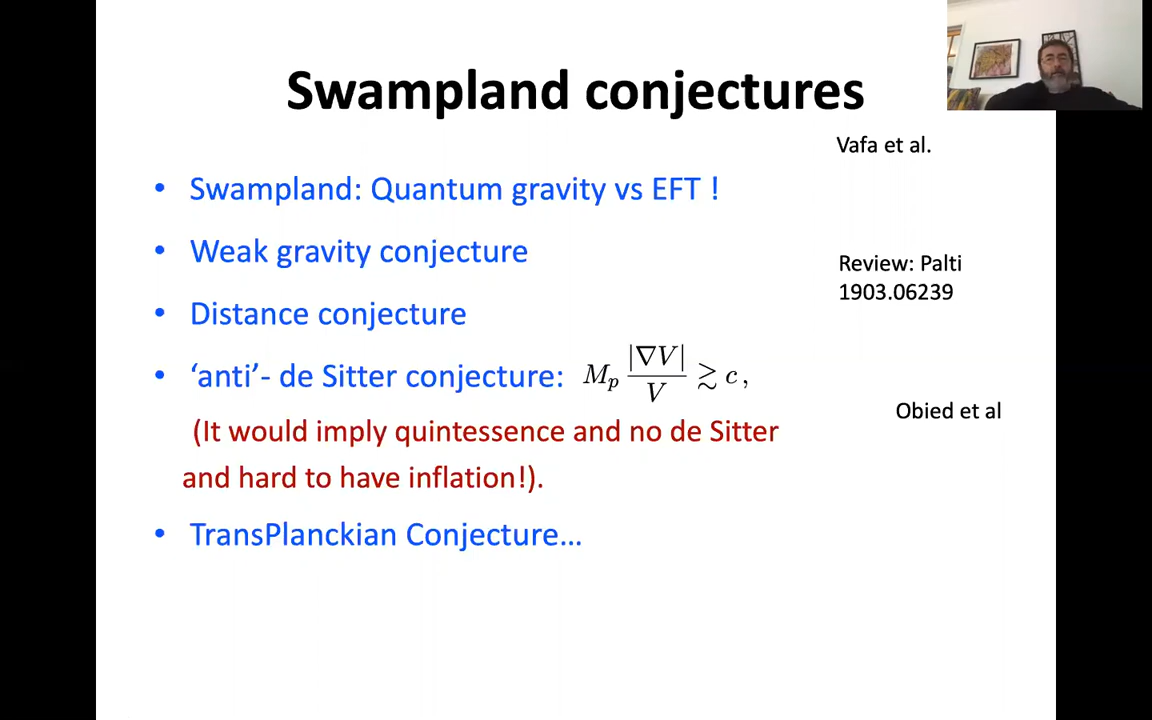 Swampland conjectures
Vafa et al.
• Swampland: Quantum gravity vs EFT !
• Weak gravity conjecture
Review: Palti
1903.06239
• Distance conjecture
• ‘anti’- de Sitter conjecture: $M_p \frac{|\nabla V|}{V} \gtrsim c\,,$
Obied et al
(It would imply quintessence and no de Sitter
and hard to have inflation!).
• TransPlanckian Conjecture...